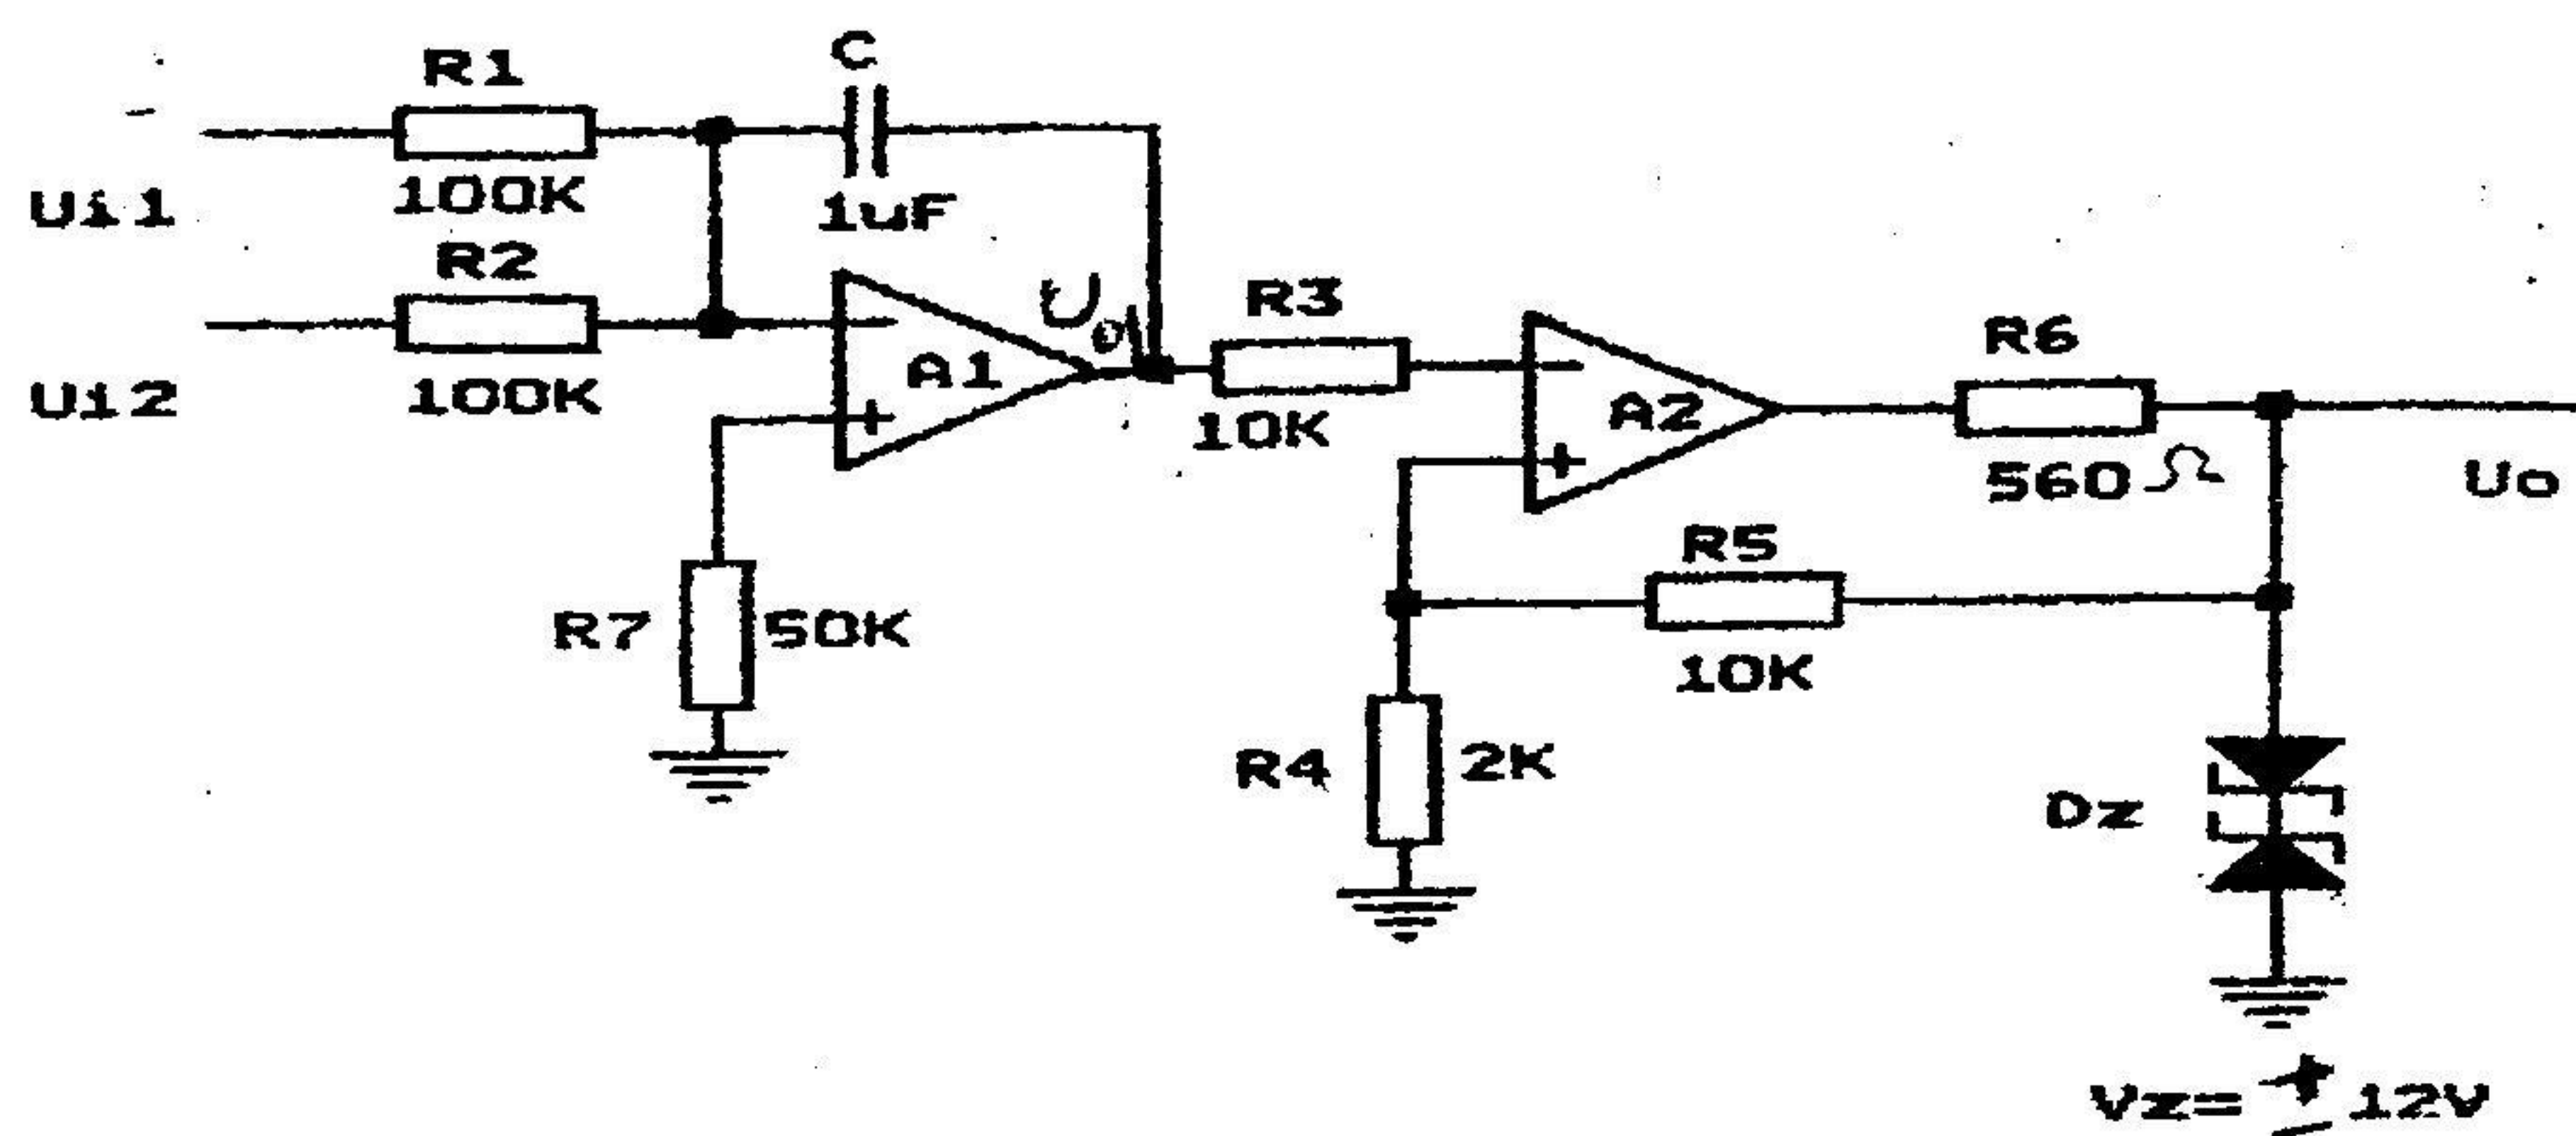 R1
C
100K
1uF
Ui1
R2
100K
Ui2
A1
+
Uo1
R3
10K
A2
+
R6
560Ω
Uo
R7
50K
R5
10K
R4
2K
Dz
Vz=±12V